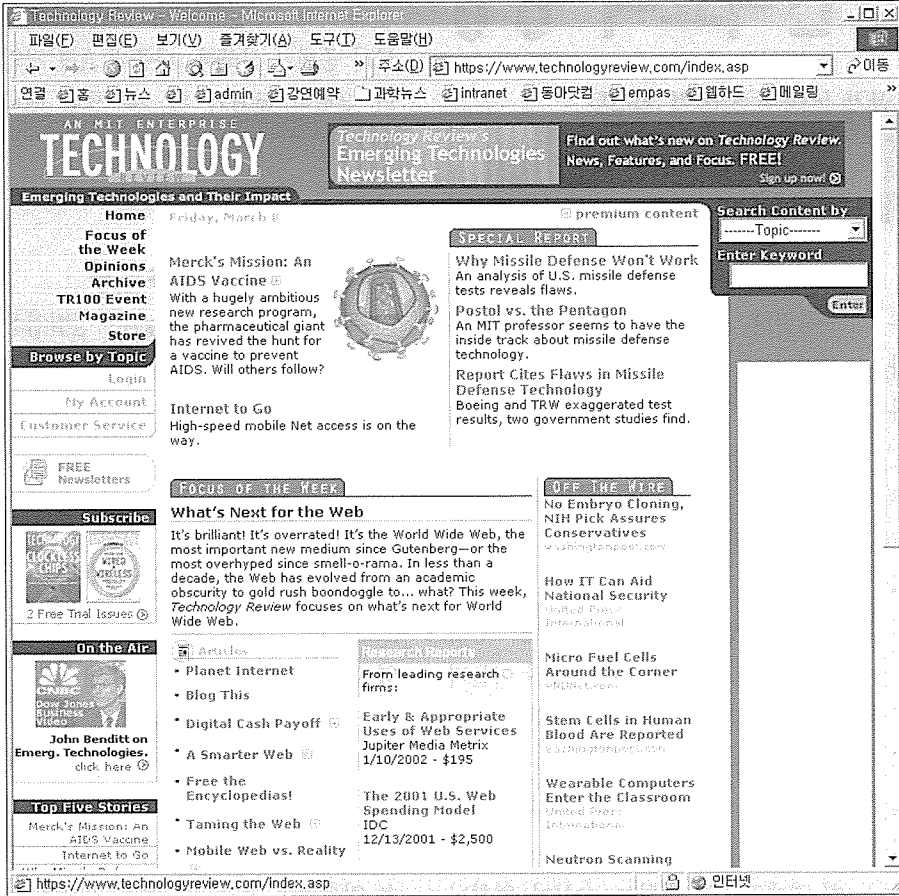 Technology Review - Welcome - Microsoft Internet Explorer
파일(F) 편집(E) 보기(V) 즐겨찾기(A) 도구(T) 도움말(H)
주소(D) https://www.technologyreview.com/index.asp 이동
연결 홈 뉴스 admin 강연예약 과학뉴스 intranet 동아닷컴 empas 웹하드 메일링
AN MIT ENTERPRISE
TECHNOLOGY
Technology Review's
Emerging Technologies
Newsletter
Find out what's new on Technology Review.
News, Features, and Focus. FREE!
Sign up now!
Emerging Technologies and Their Impact
Home
Focus of
the Week
Opinions
Archive
TR100 Event
Magazine
Store
Browse by Topic
Login
My Account
Customer Service
FREE
Newsletters
Subscribe
CLOCKLESS
CHIPS
WIRED
WIRELESS
2 Free Trial Issues
On the Air
CNBC
Dow Jones
Business
Video
John Benditt on
Emerg. Technologies.
click here
Top Five Stories
Merck's Mission: An
AIDS Vaccine
Internet to Go
Friday, March 8
premium content
Merck's Mission: An
AIDS Vaccine
With a hugely ambitious
new research program,
the pharmaceutical giant
has revived the hunt for
a vaccine to prevent
AIDS. Will others follow?
Internet to Go
High-speed mobile Net access is on the
way.
SPECIAL REPORT
Why Missile Defense Won't Work
An analysis of U.S. missile defense
tests reveals flaws.
Postol vs. the Pentagon
An MIT professor seems to have the
inside track about missile defense
technology.
Report Cites Flaws in Missile
Defense Technology
Boeing and TRW exaggerated test
results, two government studies find.
Search Content by
-------Topic-------
Enter Keyword
Enter
FOCUS OF THE WEEK
What's Next for the Web
It's brilliant! It's overrated! It's the World Wide Web, the
most important new medium since Gutenberg—or the
most overhyped since smell-o-rama. In less than a
decade, the Web has evolved from an academic
obscurity to gold rush boondoggle to... what? This week,
Technology Review focuses on what's next for World
Wide Web.
Articles
• Planet Internet
• Blog This
• Digital Cash Payoff
• A Smarter Web
• Free the
Encyclopedias!
• Taming the Web
• Mobile Web vs. Reality
Research Reports
From leading research
firms:
Early & Appropriate
Uses of Web Services
Jupiter Media Metrix
1/10/2002 - $195
The 2001 U.S. Web
Spending Model
IDC
12/13/2001 - $2,500
OFF THE WIRE
No Embryo Cloning,
NIH Pick Assures
Conservatives
washingtonpost.com
How IT Can Aid
National Security
United Press
International
Micro Fuel Cells
Around the Corner
Stem Cells in Human
Blood Are Reported
washingtonpost.com
Wearable Computers
Enter the Classroom
United Press
International
Neutron Scanning
https://www.technologyreview.com/index.asp
인터넷